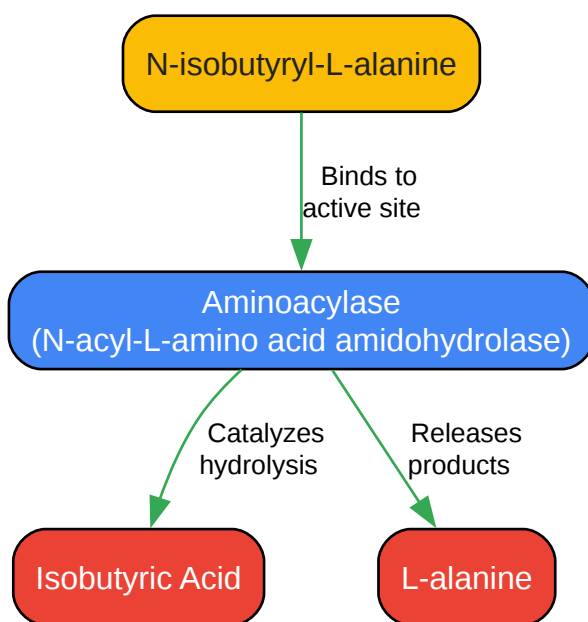 N-isobutyryl-L-alanine
Binds to
active site
Aminoacylase
(N-acyl-L-amino acid amidohydrolase)
Catalyzes
hydrolysis
Releases
products
Isobutyric Acid
L-alanine